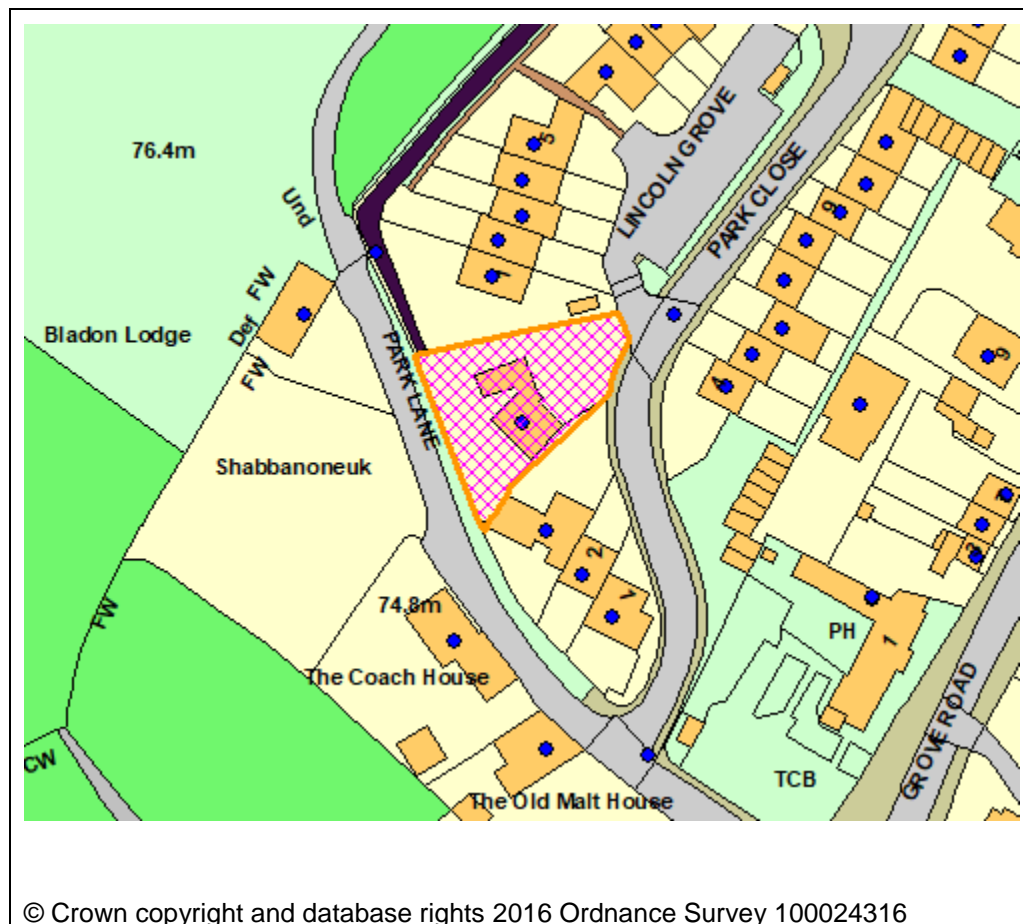 76.4m
Und
5
LINCOLN GROVE
PARK CLOSE
9
Def FW
FW
Bladon Lodge
1
PARK LANE
4
9
Shabbanoneuk
FW
2
1
74.8m
The Coach House
PH
1
3
GROVE ROAD
CW
TCB
The Old Malt House
© Crown copyright and database rights 2016 Ordnance Survey 100024316